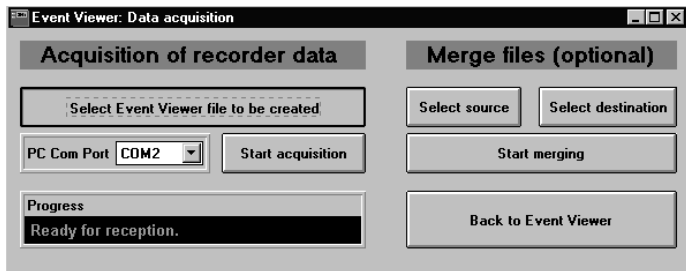 Event Viewer: Data acquisition
Acquisition of recorder data
Select Event Viewer file to be created
PC Com Port COM2
Start acquisition
Progress
Ready for reception.
Merge files (optional)
Select source
Select destination
Start merging
Back to Event Viewer